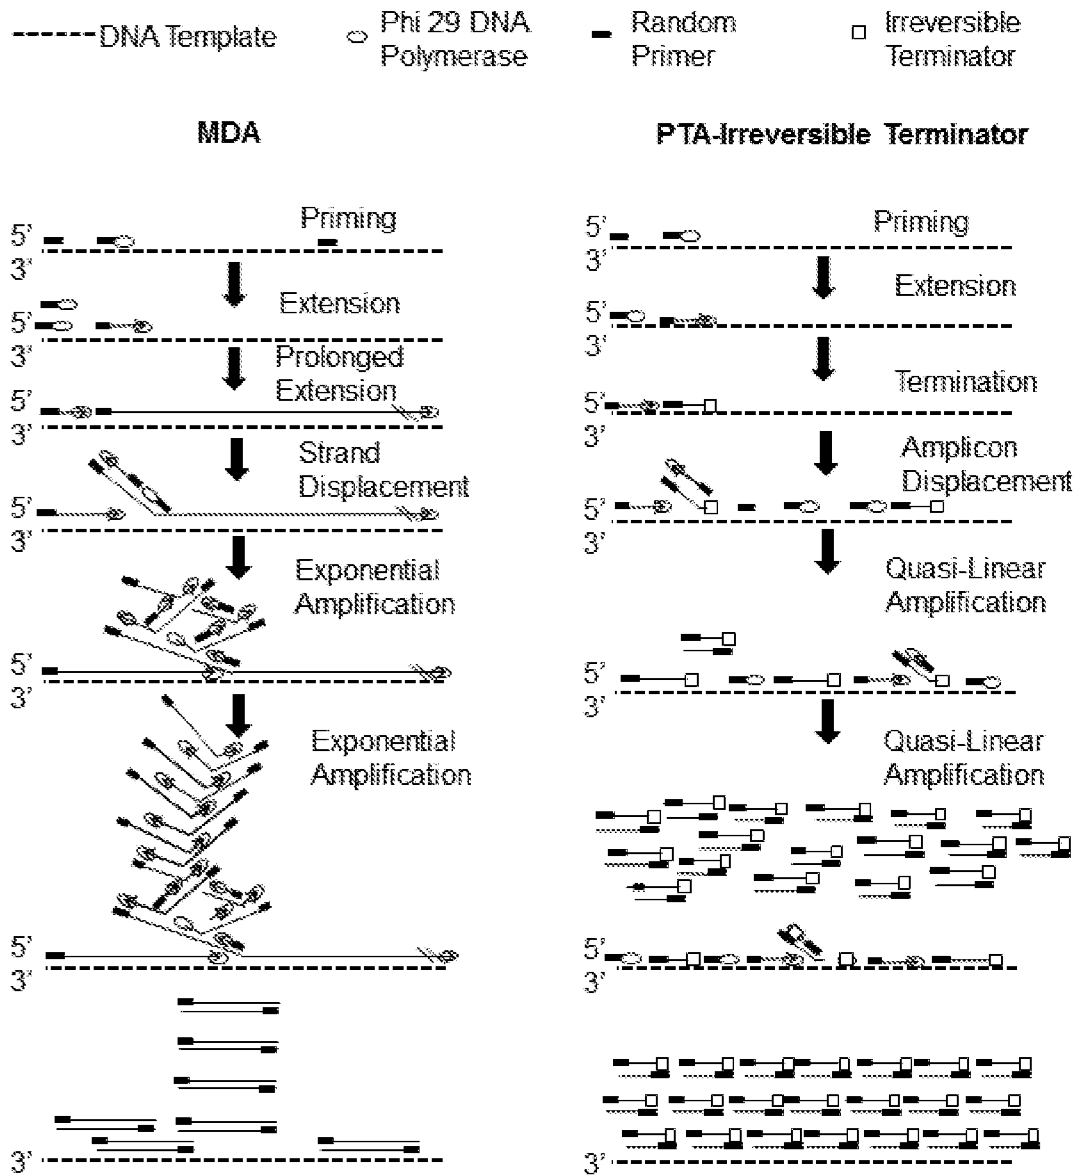 DNA Template
Phi 29 DNA
Polymerase
Random
Primer
Irreversible
Terminator
MDA
Priming
5’
3’
Extension
5’
3’
Prolonged
Extension
5’
3’
Strand
Displacement
5’
3’
Exponential
Amplification
5’
3’
Exponential
Amplification
5’
3’
3’
PTA-Irreversible Terminator
Priming
5’
3’
Extension
5’
3’
Termination
5’
3’
Amplicon
Displacement
5’
3’
Quasi-Linear
Amplification
5’
3’
Quasi-Linear
Amplification
5’
3’
3’